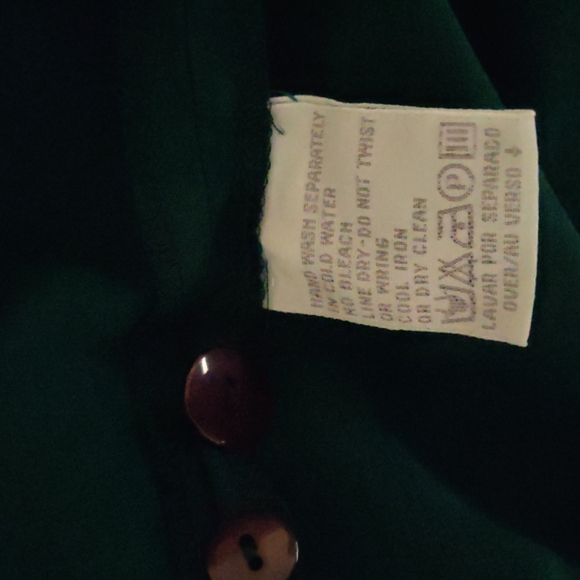 HAND WASH SEPARATELY
IN COLD WATER
NO BLEACH
LINE DRY-DO NOT TWIST
OR WRING
COOL IRON
OR DRY CLEAN
P
LAVAR POR SEPARADO
OVER/AU VERSO ↓